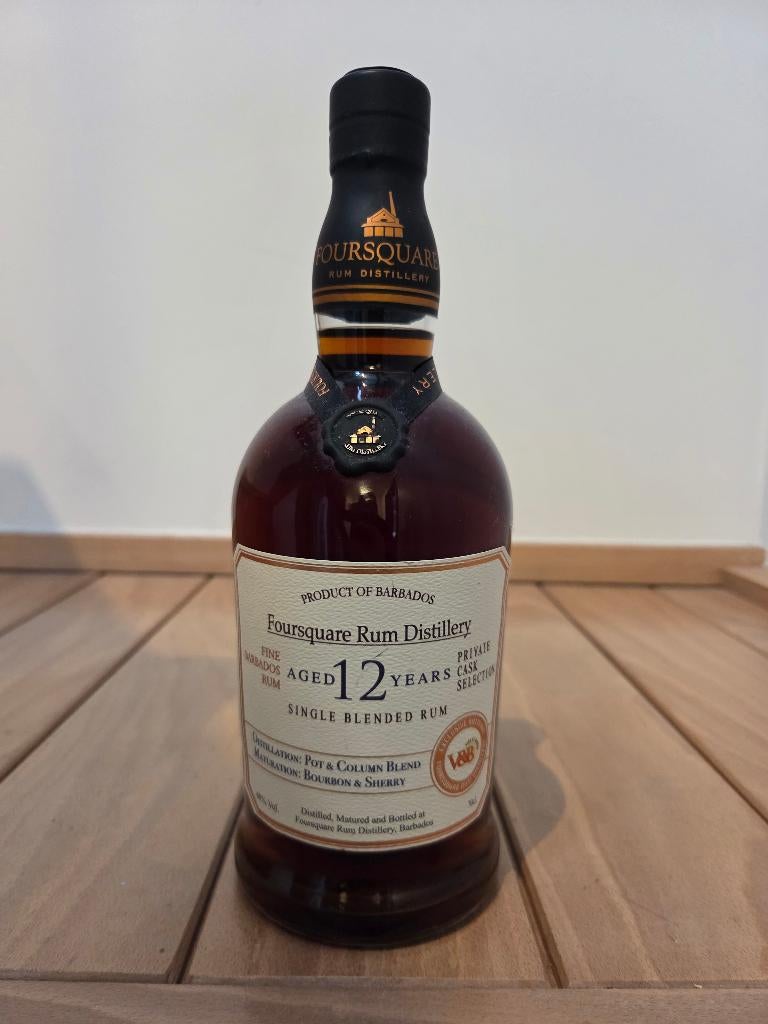 FOURSQUARE
RUM DISTILLERY
PRODUCT OF BARBADOS
Foursquare Rum Distillery
FINE
BARBADOS
RUM
AGED 12 YEARS
PRIVATE
CASK
SELECTION
SINGLE BLENDED RUM
DISTILLATION: POT & COLUMN BLEND
MATURATION: BOURBON & SHERRY
V&B
Distilled, Matured and Bottled at
Foursquare Rum Distillery, Barbados